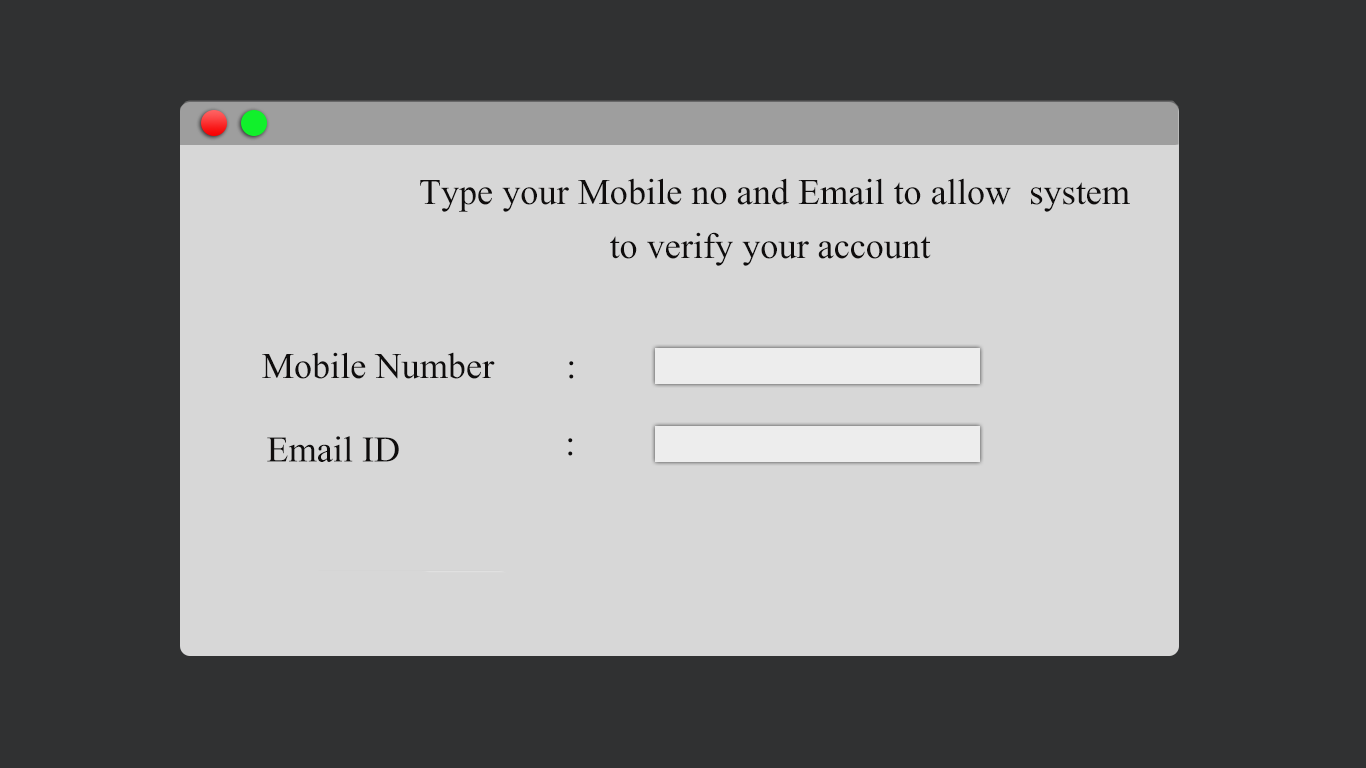 Type your Mobile no and Email to allow  system
to verify your account
Mobile Number :
Email ID :